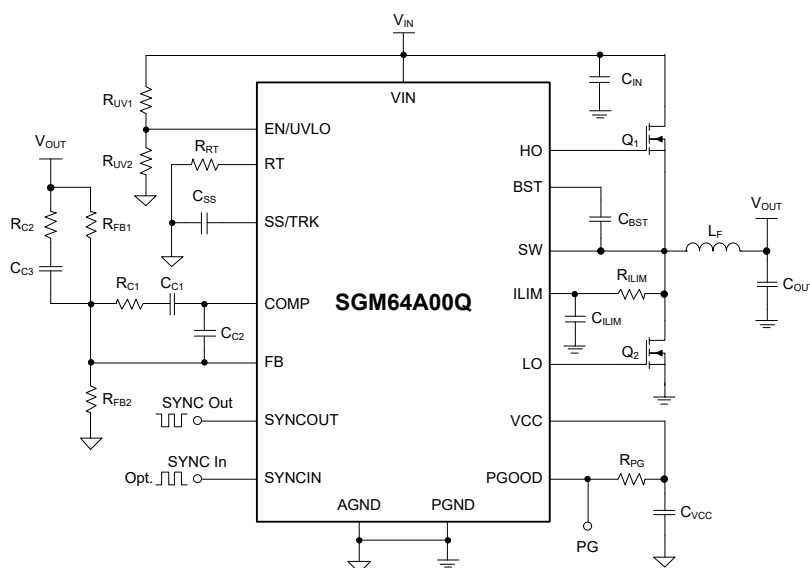 VIN
CIN
VIN
RUV1
EN/UVLO
RUV2
RRT
RT
HO
Q1
VOUT
CSS
BST
RC2
RFB1
SS/TRK
CBST
VOUT
SW
LF
CC3
RC1
CC1
COMP
SGM64A00Q
ILIM
RILIM
COUT
CC2
CILIM
FB
LO
Q2
RFB2
SYNC Out
SYNCOUT
VCC
SYNC In
Opt.
SYNCIN
PGOOD
RPG
AGND
PGND
CVCC
PG